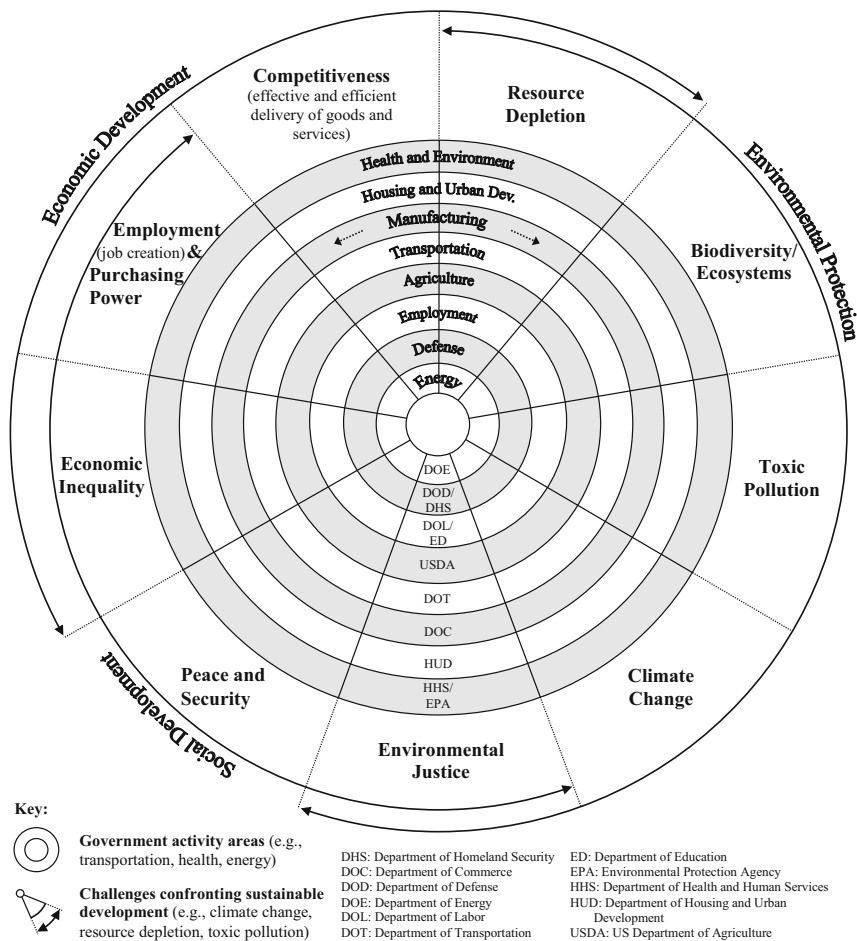 Economic Development
Environmental Protection
Social Development
Competitiveness
(effective and efficient
delivery of goods and
services)
Resource
Depletion
Employment
(job creation) &
Purchasing
Power
Biodiversity/
Ecosystems
Economic
Inequality
Toxic
Pollution
Peace and
Security
Climate
Change
Environmental
Justice
Health and Environment
Housing and Urban Dev.
Manufacturing
Transportation
Agriculture
Employment
Defense
Energy
DOE
DOD/
DHS
DOL/
ED
USDA
DOT
DOC
HUD
HHS/
EPA
Key:
Government activity areas (e.g.,
transportation, health, energy)
Challenges confronting sustainable
development (e.g., climate change,
resource depletion, toxic pollution)
DHS: Department of Homeland Security
DOC: Department of Commerce
DOD: Department of Defense
DOE: Department of Energy
DOL: Department of Labor
DOT: Department of Transportation
ED: Department of Education
EPA: Environmental Protection Agency
HHS: Department of Health and Human Services
HUD: Department of Housing and Urban
Development
USDA: US Department of Agriculture